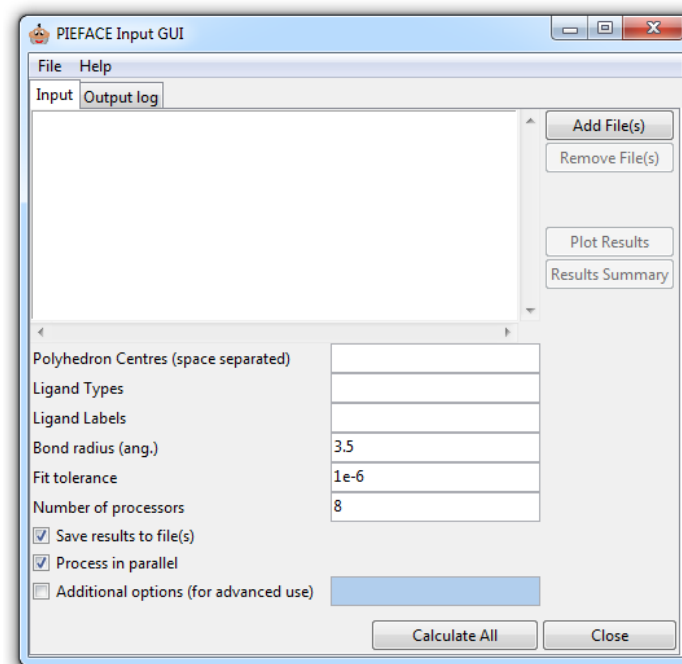 PIEFACE Input GUI
File Help
Input Output log
Add File(s)
Remove File(s)
Plot Results
Results Summary
Polyhedron Centres (space separated)
Ligand Types
Ligand Labels
Bond radius (ang.) 3.5
Fit tolerance 1e-6
Number of processors 8
Save results to file(s)
Process in parallel
Additional options (for advanced use)
Calculate All Close